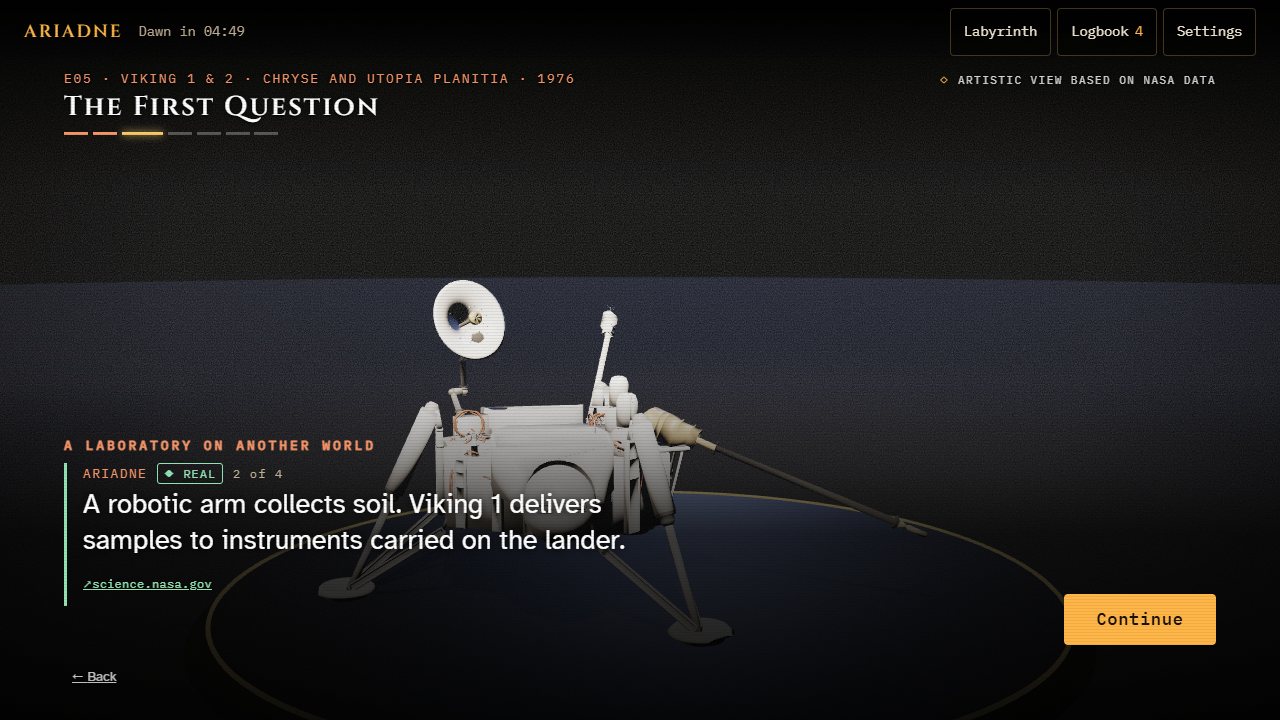 ARIADNE Dawn in 04:49 Labyrinth Logbook 4 Settings
E05 · VIKING 1 & 2 · CHRYSE AND UTOPIA PLANITIA · 1976
◇ ARTISTIC VIEW BASED ON NASA DATA
The First Question
A LABORATORY ON ANOTHER WORLD
ARIADNE ◆ REAL 2 of 4
A robotic arm collects soil. Viking 1 delivers
samples to instruments carried on the lander.
↗science.nasa.gov
Continue
← Back